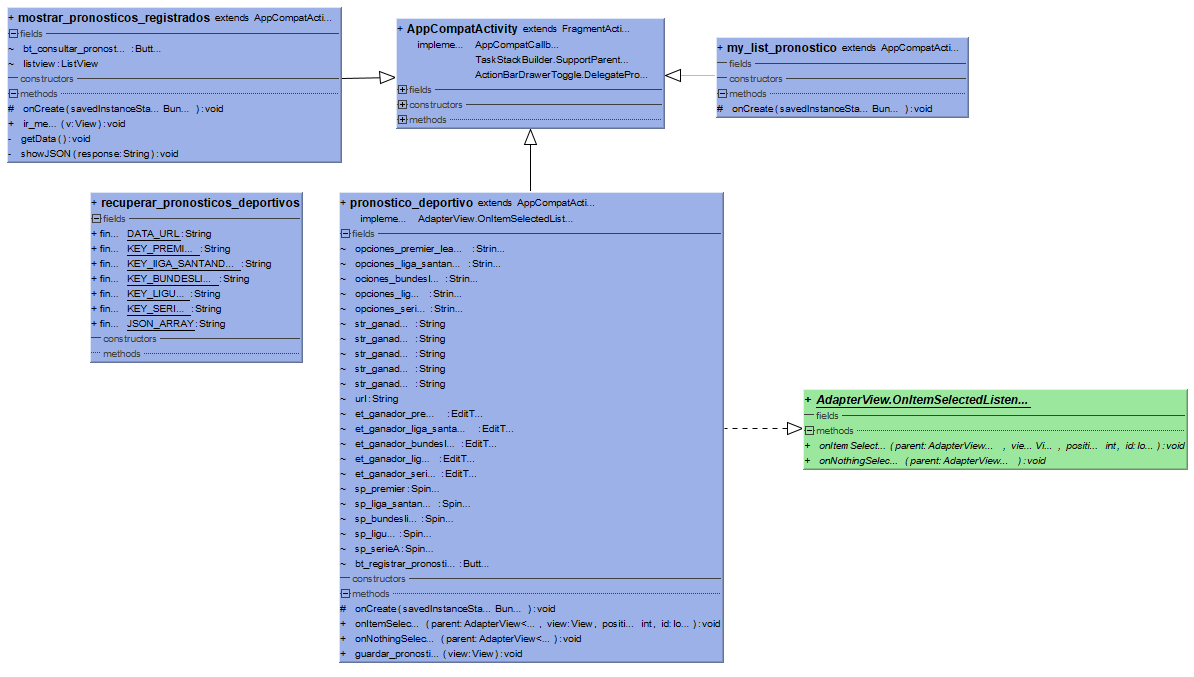 + mostrar_pronosticos_registrados extends AppCompatActi...
fields
~ bt_consultar_pronost... : Butt...
~ listview : ListView
constructors
methods
# onCreate ( savedInstanceSta... Bun... ) : void
+ ir_me... ( v: View ) : void
- getData ( ) : void
- showJSON ( response: String ) : void
+ AppCompatActivity extends FragmentActi...
impleme... AppCompatCallb...
TaskStackBuilder.SupportParent...
ActionBarDrawerToggle.DelegatePro...
fields
constructors
methods
+ my_list_pronostico extends AppCompatActi...
fields
constructors
methods
# onCreate ( savedInstanceSta... Bun... ) : void
+ recuperar_pronosticos_deportivos
fields
+ fin... DATA_URL : String
+ fin... KEY_PREMI... : String
+ fin... KEY_lIGA_SANTAND... : String
+ fin... KEY_BUNDESLI... : String
+ fin... KEY_LIGU... : String
+ fin... KEY_SERI... : String
+ fin... JSON_ARRAY : String
constructors
methods
+ pronostico_deportivo extends AppCompatActi...
impleme... AdapterView.OnItemSelectedList...
fields
~ opciones_premier_lea... : Strin...
~ opciones_liga_santan... : Strin...
~ ociones_bundesl... : Strin...
~ opciones_lig... : Strin...
~ opciones_seri... : Strin...
~ str_ganad... : String
~ str_ganad... : String
~ str_ganad... : String
~ str_ganad... : String
~ str_ganad... : String
~ url : String
~ et_ganador_pre... : EditT...
~ et_ganador_liga_santa... : EditT...
~ et_ganador_bundesl... : EditT...
~ et_ganador_lig... : EditT...
~ et_ganador_seri... : EditT...
~ sp_premier : Spin...
~ sp_liga_santan... : Spin...
~ sp_bundesli... : Spin...
~ sp_ligu... : Spin...
~ sp_serieA : Spin...
~ bt_registrar_pronosti... : Butt...
constructors
methods
# onCreate ( savedInstanceSta... Bun... ) : void
+ onItemSelec... ( parent: AdapterView<... , view: View , positi... int, id: lo... ) : void
+ onNothingSelec... ( parent: AdapterView<... ) : void
+ guardar_pronosti... ( view: View ) : void
+ AdapterView.OnItemSelectedListen...
fields
methods
+ onItemSelect... ( parent: AdapterView... , vie... Vi... , positi... int, id: lo... ) : void
+ onNothingSelec... ( parent: AdapterView... ) : void